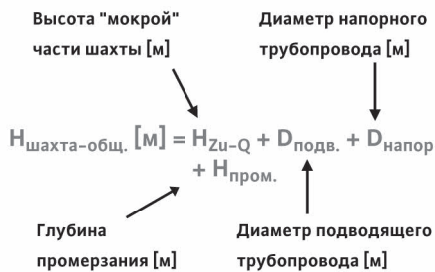 Высота "мокрой"
части шахты [м]
Диаметр напорного
трубопровода [м]
Hшахта-общ. [м] = HZu-Q + Dподв. + Dнапор
+ Hпром.
Глубина
промерзания [м]
Диаметр подводящего
трубопровода [м]